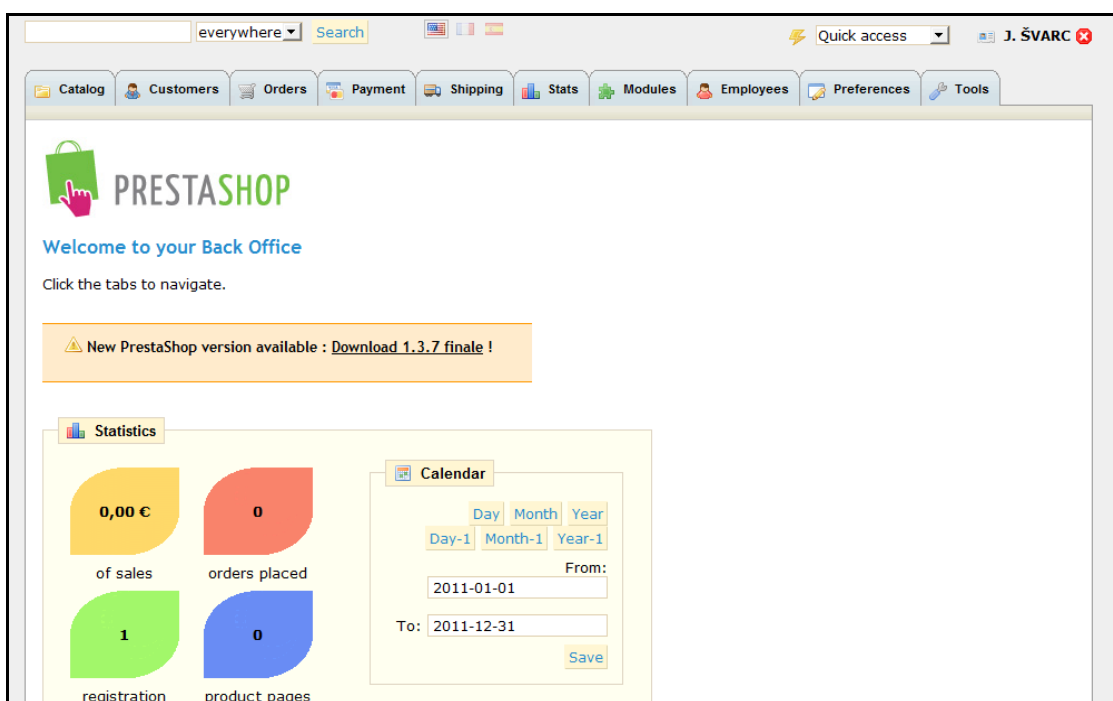 everywhere Search Quick access J. ŠVARC
Catalog Customers Orders Payment Shipping Stats Modules Employees Preferences Tools
PRESTASHOP
Welcome to your Back Office
Click the tabs to navigate.
New PrestaShop version available : Download 1.3.7 finale !
Statistics
Calendar
0,00 € 0
Day Month Year
Day-1 Month-1 Year-1
of sales orders placed
From:
2011-01-01
1 0
To: 2011-12-31
Save
registration product pages